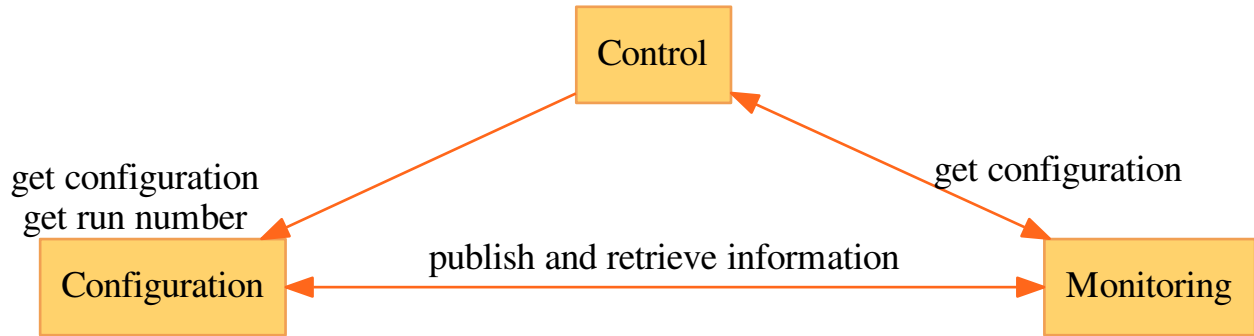 Control
get configuration
get run number
get configuration
publish and retrieve information
Configuration
Monitoring